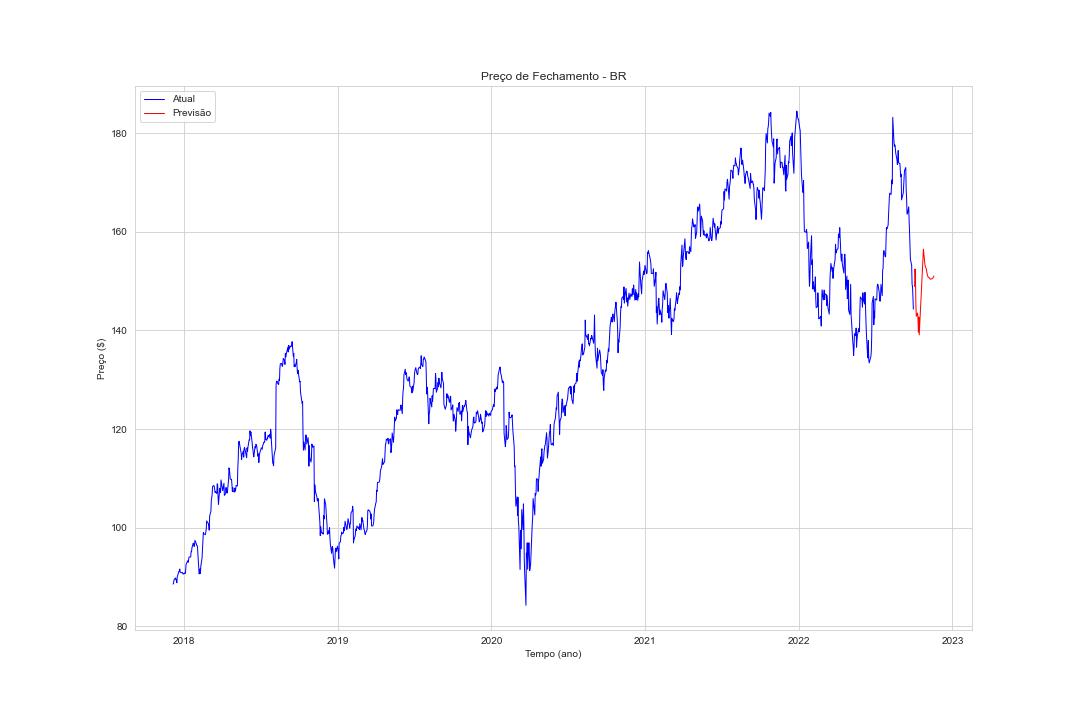 Preço de Fechamento - BR
Atual
Previsão
180
160
140
120
100
80
Preço ($)
2018 2019 2020 2021 2022 2023
Tempo (ano)